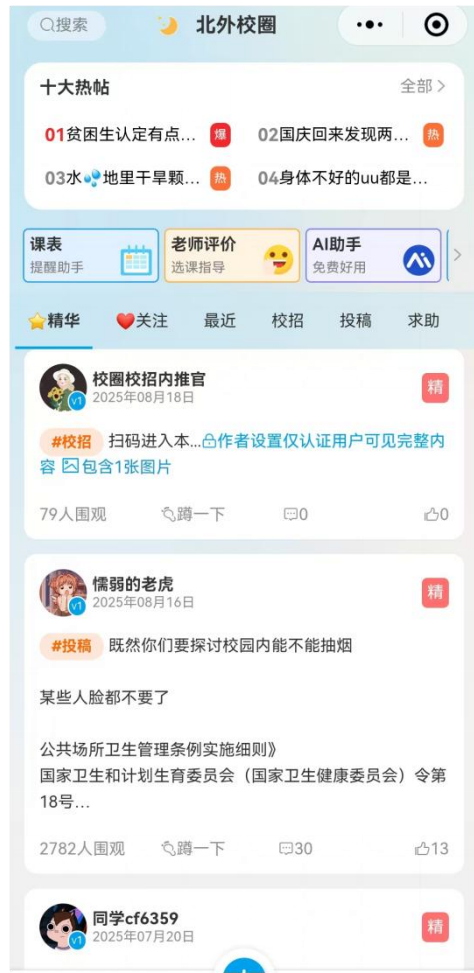 搜索
北外校圈
十大热帖
全部>
01贫困生认定有点... 爆
02国庆回来发现两... 热
03水💦地里干旱颗... 热
04身体不好的uu都是...
课表
提醒助手
老师评价
选课指导
AI助手
免费好用
精华
关注
最近
校招
投稿
求助
校圈校招内推官
V1
2025年08月18日
精
#校招 扫码进入本...作者设置仅认证用户可见完整内
容 包含1张图片
79人围观
蹲一下
0
0
懦弱的老虎
V1
2025年08月16日
精
#投稿 既然你们要探讨校园内能不能抽烟
某些人脸都不要了
公共场所卫生管理条例实施细则》
国家卫生和计划生育委员会（国家卫生健康委员会）令第
18号...
2782人围观
蹲一下
30
13
同学cf6359
V1
2025年07月20日
精